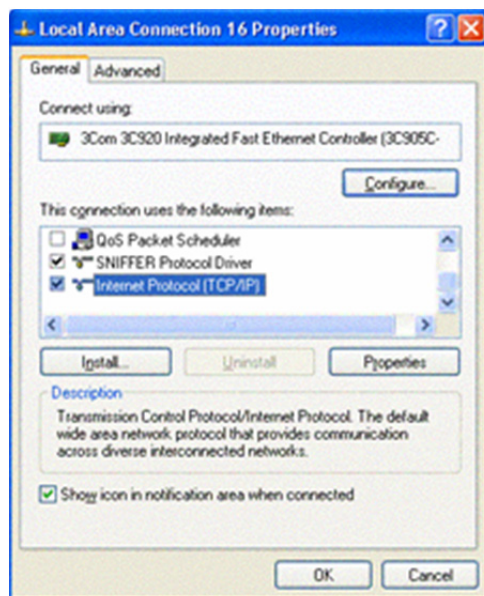 Local Area Connection 16 Properties
General Advanced
Connect using:
3Com 3C920 Integrated Fast Ethernet Controller (3C905C-
Configure...
This connection uses the following items:
QoS Packet Scheduler
SNIFFER Protocol Driver
Internet Protocol (TCP/IP)
Install... Uninstall Properties
Description
Transmission Control Protocol/Internet Protocol. The default
wide area network protocol that provides communication
across diverse interconnected networks.
Show icon in notification area when connected
OK Cancel